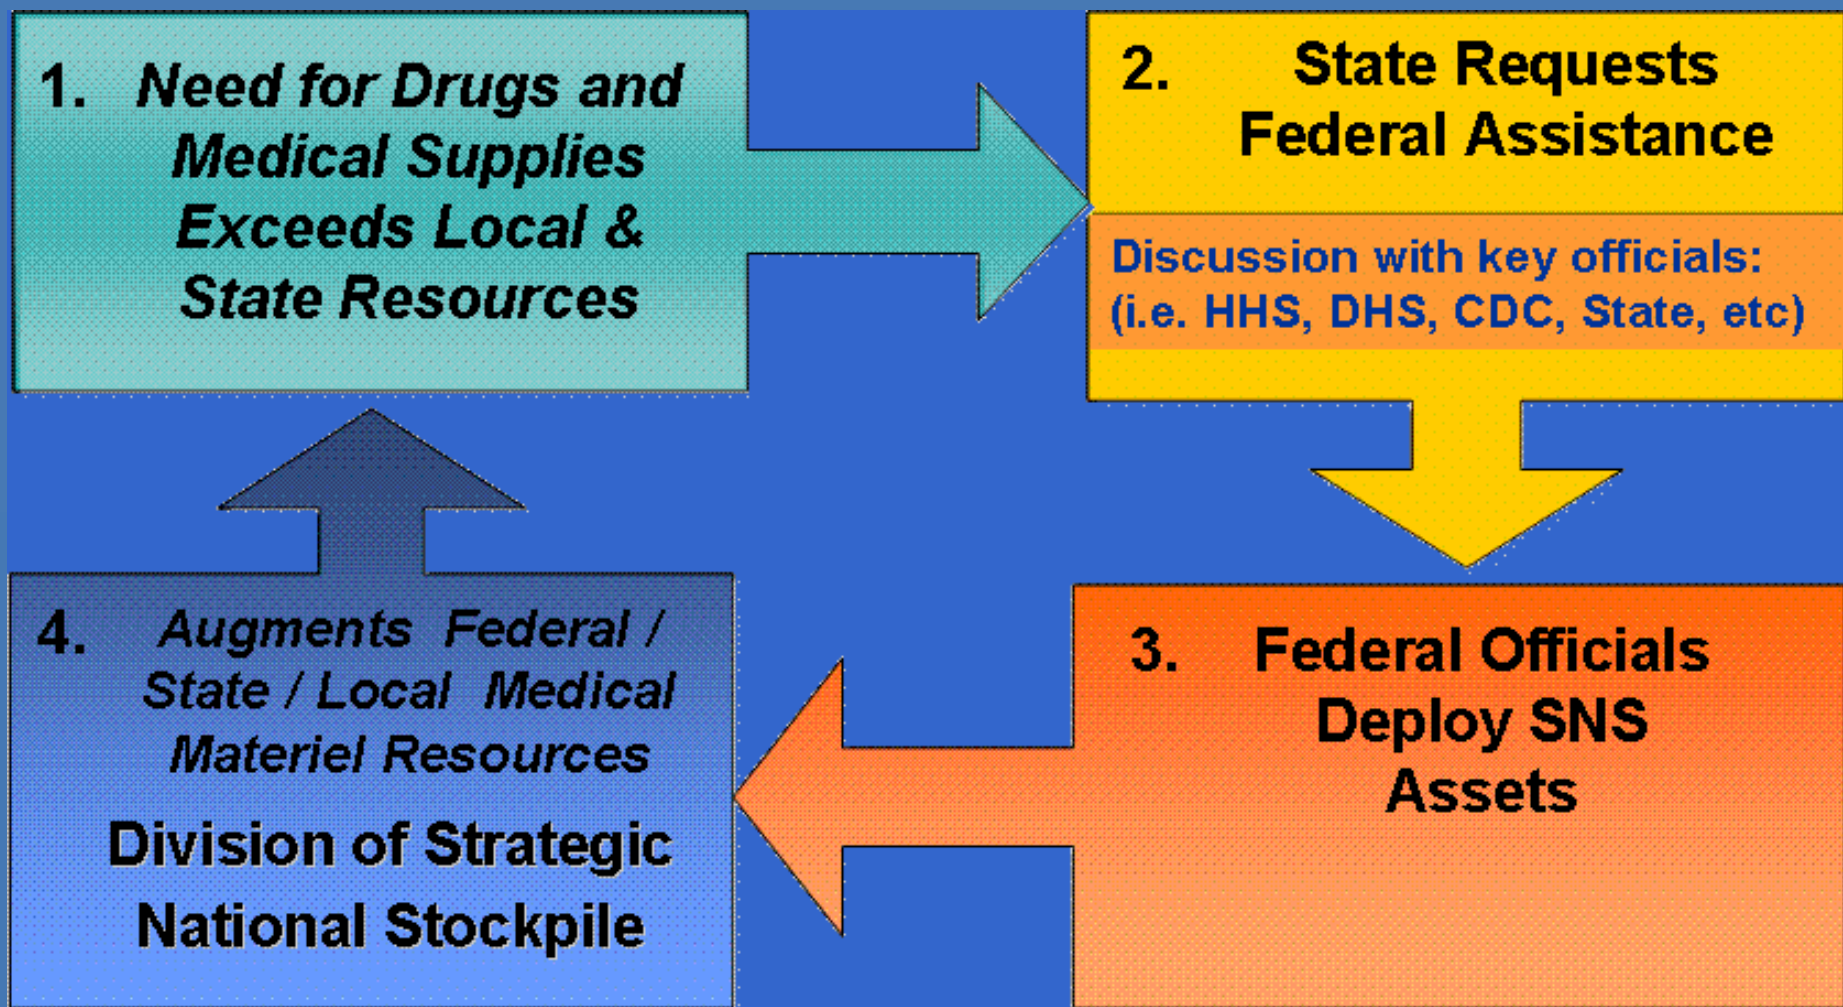 1. Need for Drugs and
Medical Supplies
Exceeds Local &
State Resources
2. State Requests
Federal Assistance
Discussion with key officials:
(i.e. HHS, DHS, CDC, State, etc)
3. Federal Officials
Deploy SNS
Assets
4. Augments Federal /
State / Local Medical
Materiel Resources
Division of Strategic
National Stockpile